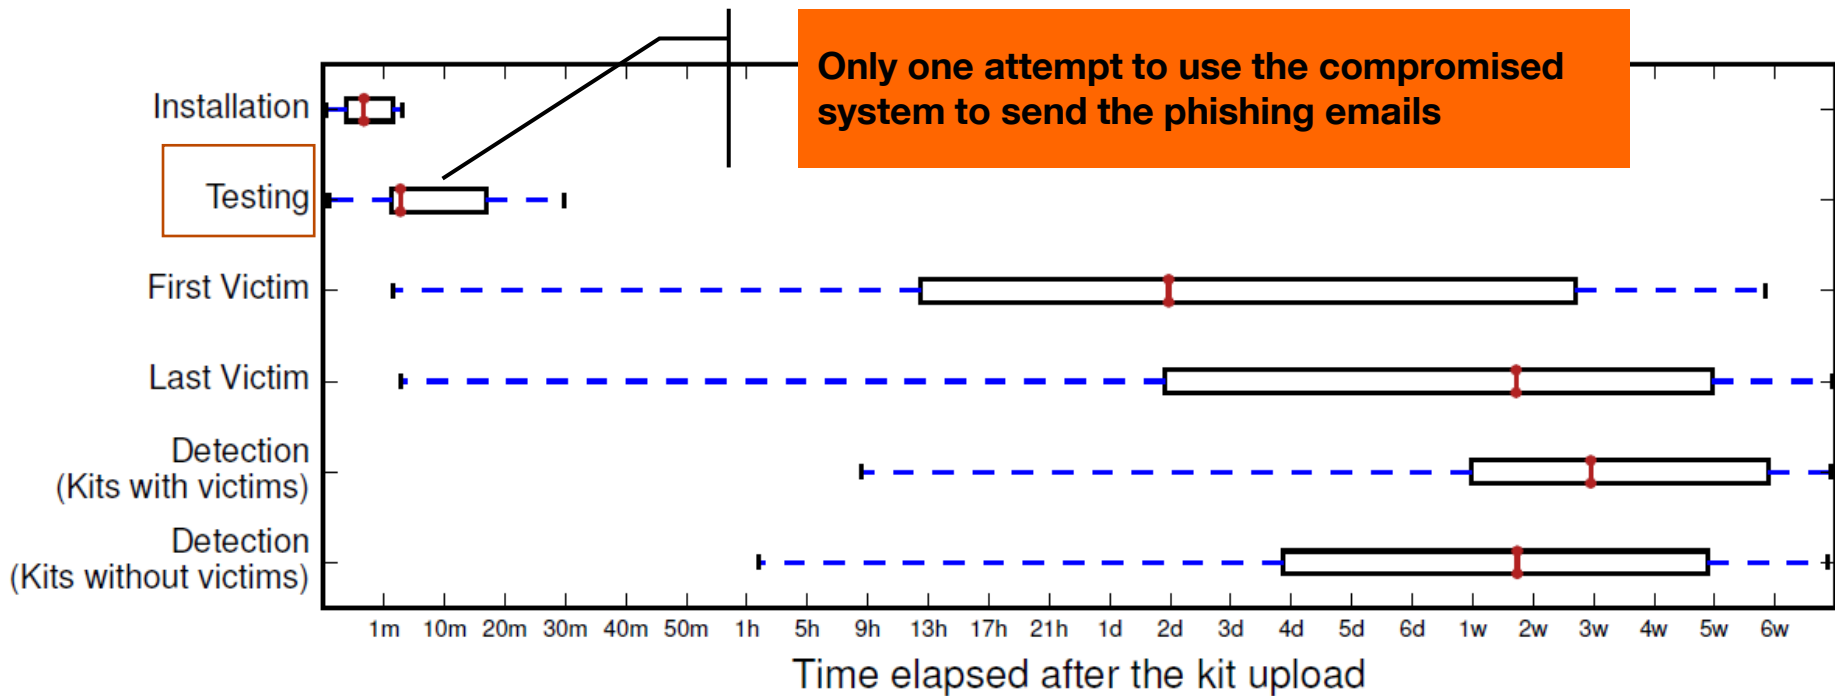 Only one attempt to use the compromised
system to send the phishing emails
Installation
Testing
First Victim
Last Victim
Detection
(Kits with victims)
Detection
(Kits without victims)
1m 10m 20m 30m 40m 50m 1h 5h 9h 13h 17h 21h 1d 2d 3d 4d 5d 6d 1w 2w 3w 4w 5w 6w
Time elapsed after the kit upload